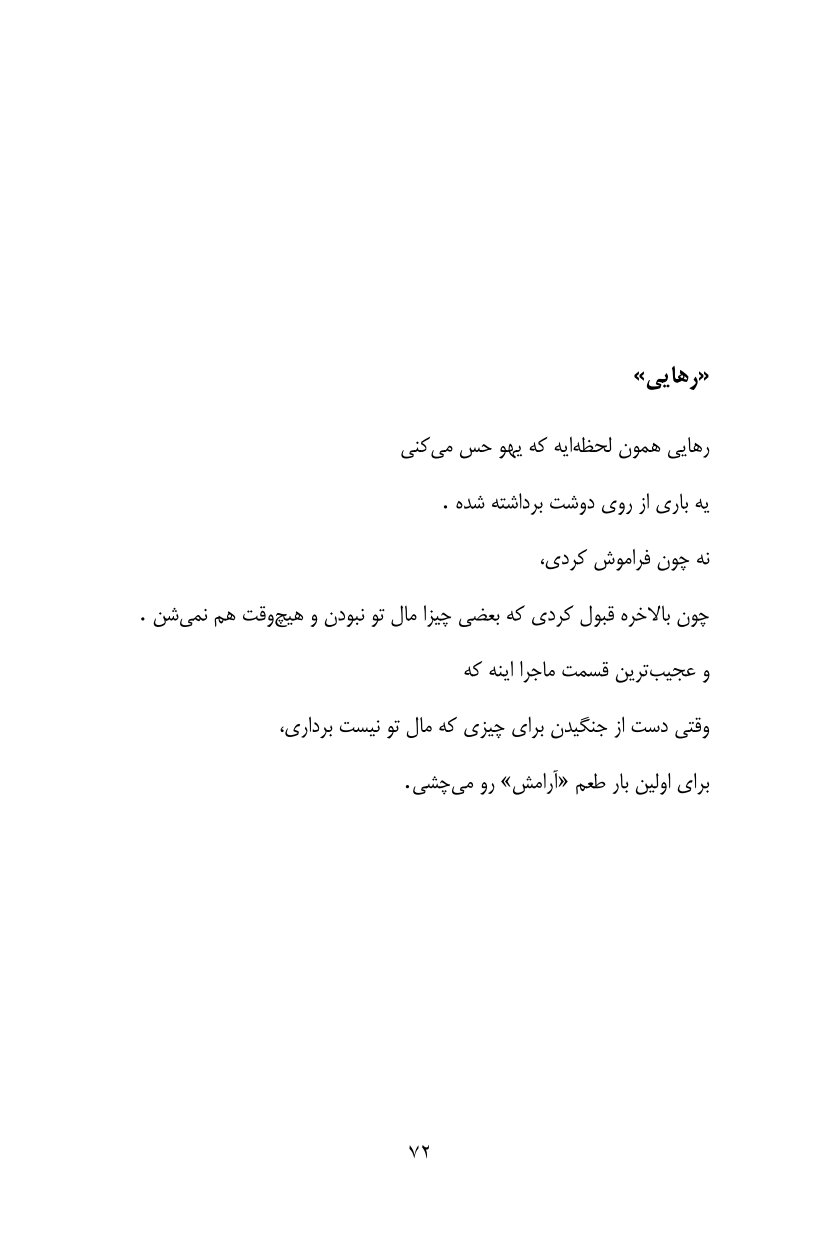 «رهایی»
رهایی همون لحظه‌ایه که یهو حس می‌کنی
یه باری از روی دوشت برداشته شده .
نه چون فراموش کردی،
چون بالاخره قبول کردی که بعضی چیزا مال تو نبودن و هیچ‌وقت هم نمی‌شن .
و عجیب‌ترین قسمت ماجرا اینه که
وقتی دست از جنگیدن برای چیزی که مال تو نیست برداری،
برای اولین بار طعم «آرامش» رو می‌چشی.
۷۲